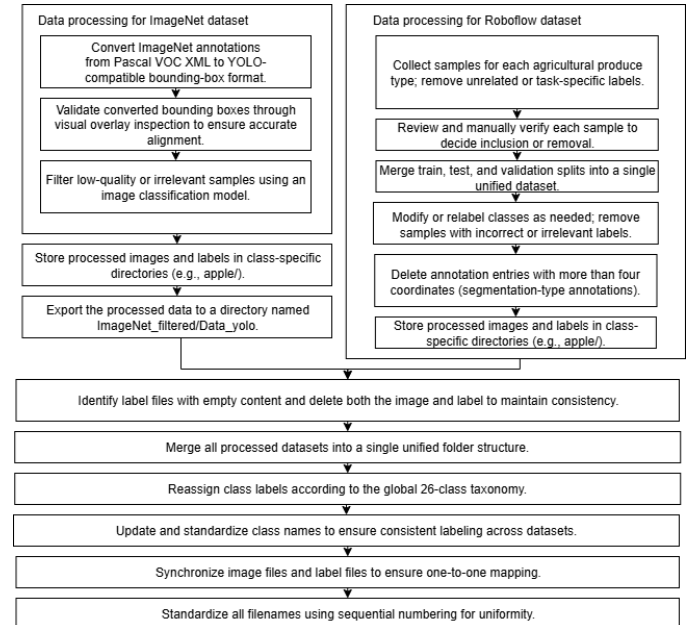 Data processing for ImageNet dataset
Convert ImageNet annotations
from Pascal VOC XML to YOLO-
compatible bounding-box format.
Validate converted bounding boxes through
visual overlay inspection to ensure accurate
alignment.
Filter low-quality or irrelevant samples using an
image classification model.
Store processed images and labels in class-specific
directories (e.g., apple/).
Export the processed data to a directory named
ImageNet_filtered/Data_yolo.
Data processing for Roboflow dataset
Collect samples for each agricultural produce
type; remove unrelated or task-specific labels.
Review and manually verify each sample to
decide inclusion or removal.
Merge train, test, and validation splits into a single
unified dataset.
Modify or relabel classes as needed; remove
samples with incorrect or irrelevant labels.
Delete annotation entries with more than four
coordinates (segmentation-type annotations).
Store processed images and labels in class-
specific directories (e.g., apple/).
Identify label files with empty content and delete both the image and label to maintain consistency.
Merge all processed datasets into a single unified folder structure.
Reassign class labels according to the global 26-class taxonomy.
Update and standardize class names to ensure consistent labeling across datasets.
Synchronize image files and label files to ensure one-to-one mapping.
Standardize all filenames using sequential numbering for uniformity.